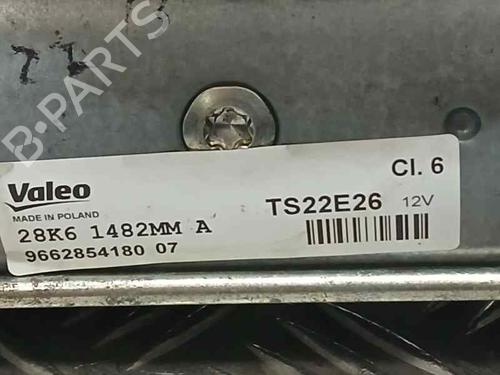 B-PARTS
Valeo
MADE IN POLAND
28K6 1482MM A
9662854180 07
Cl. 6
TS22E26 12V